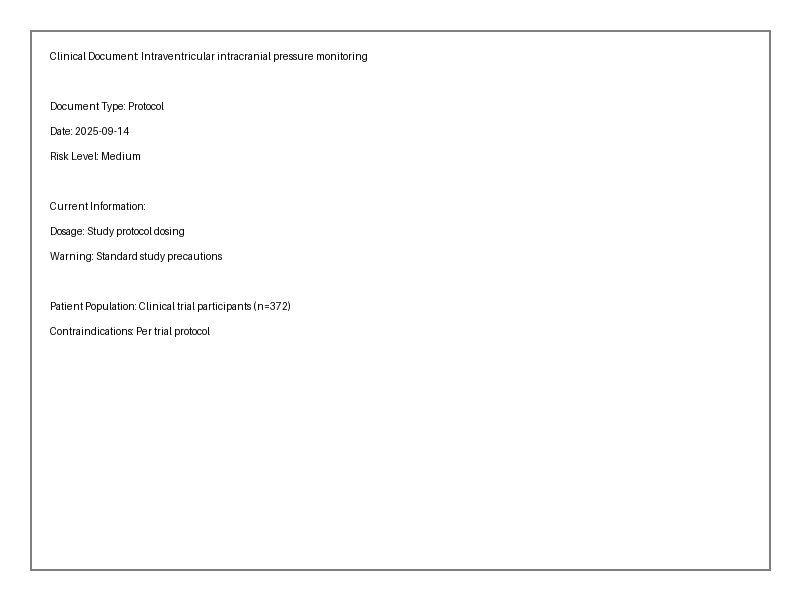 Clinical Document: Intraventricular intracranial pressure monitoring
Document Type: Protocol
Date: 2025-09-14
Risk Level: Medium
Current Information:
Dosage: Study protocol dosing
Warning: Standard study precautions
Patient Population: Clinical trial participants (n=372)
Contraindications: Per trial protocol